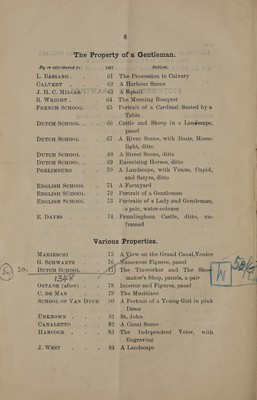 6
The Property of a Gentleman.
By or attributed to: LOT Subject.
L. BASSANO . 61 The Procession to Calvary
CALVERT . 62 A Harbour Scene
J. H. C. MILLAR 63 A Squall
R. WRIGHT . 64 The Morning Bouquet
FRENCH SCHOOL . 65 Portrait of a Cardinal Seated by a
Table
DUTCH SCHOOL . 66 Cattle and Sheep in a Landscape,
panel
DUTCH SCHOOL . 67 A River Scene, with Boats, Moon-
light, ditto
DUTCH SCHOOL 68 A Street Scene, ditto
DUTCH SCHOOL . 69 Exercising Horses, ditto
POELEMBURG . 70 A Landscape, with Venus, Cupid,
and Satyrs, ditto
ENGLISH SCHOOL . 71 A Farmyard
ENGLISH SCHOOL . 72 Portrait of a Gentleman
ENGLISH SCHOOL 73 Portraits of a Lady and Gentleman,
a pair, water-colours
E. DAYES . 74 Framlingham Castle, ditto, un-
framed
Various Properties.
MARIESCHI . 75 A View on the Grand Canal, Venice
G. SCHWARTZ . 76 Numerous Figures, panel
DUTCH SCHOOL . 77 The Tinworker and The Shoe-
maker's Shop, panels, a pair
OSTADE (after) . 78 Interior and Figures, panel
C. DE MAN . 79 The Musicians
SCHOOL OF VAN DYCK 80 A Portrait of a Young Girl in pink
Dress
UNKNOWN . 81 St. John
CANALETTO . 82 A Canal Scene
HANCOCK . 83 The Independent Voter, with
Engraving
J. WEST . 84 A Landscape